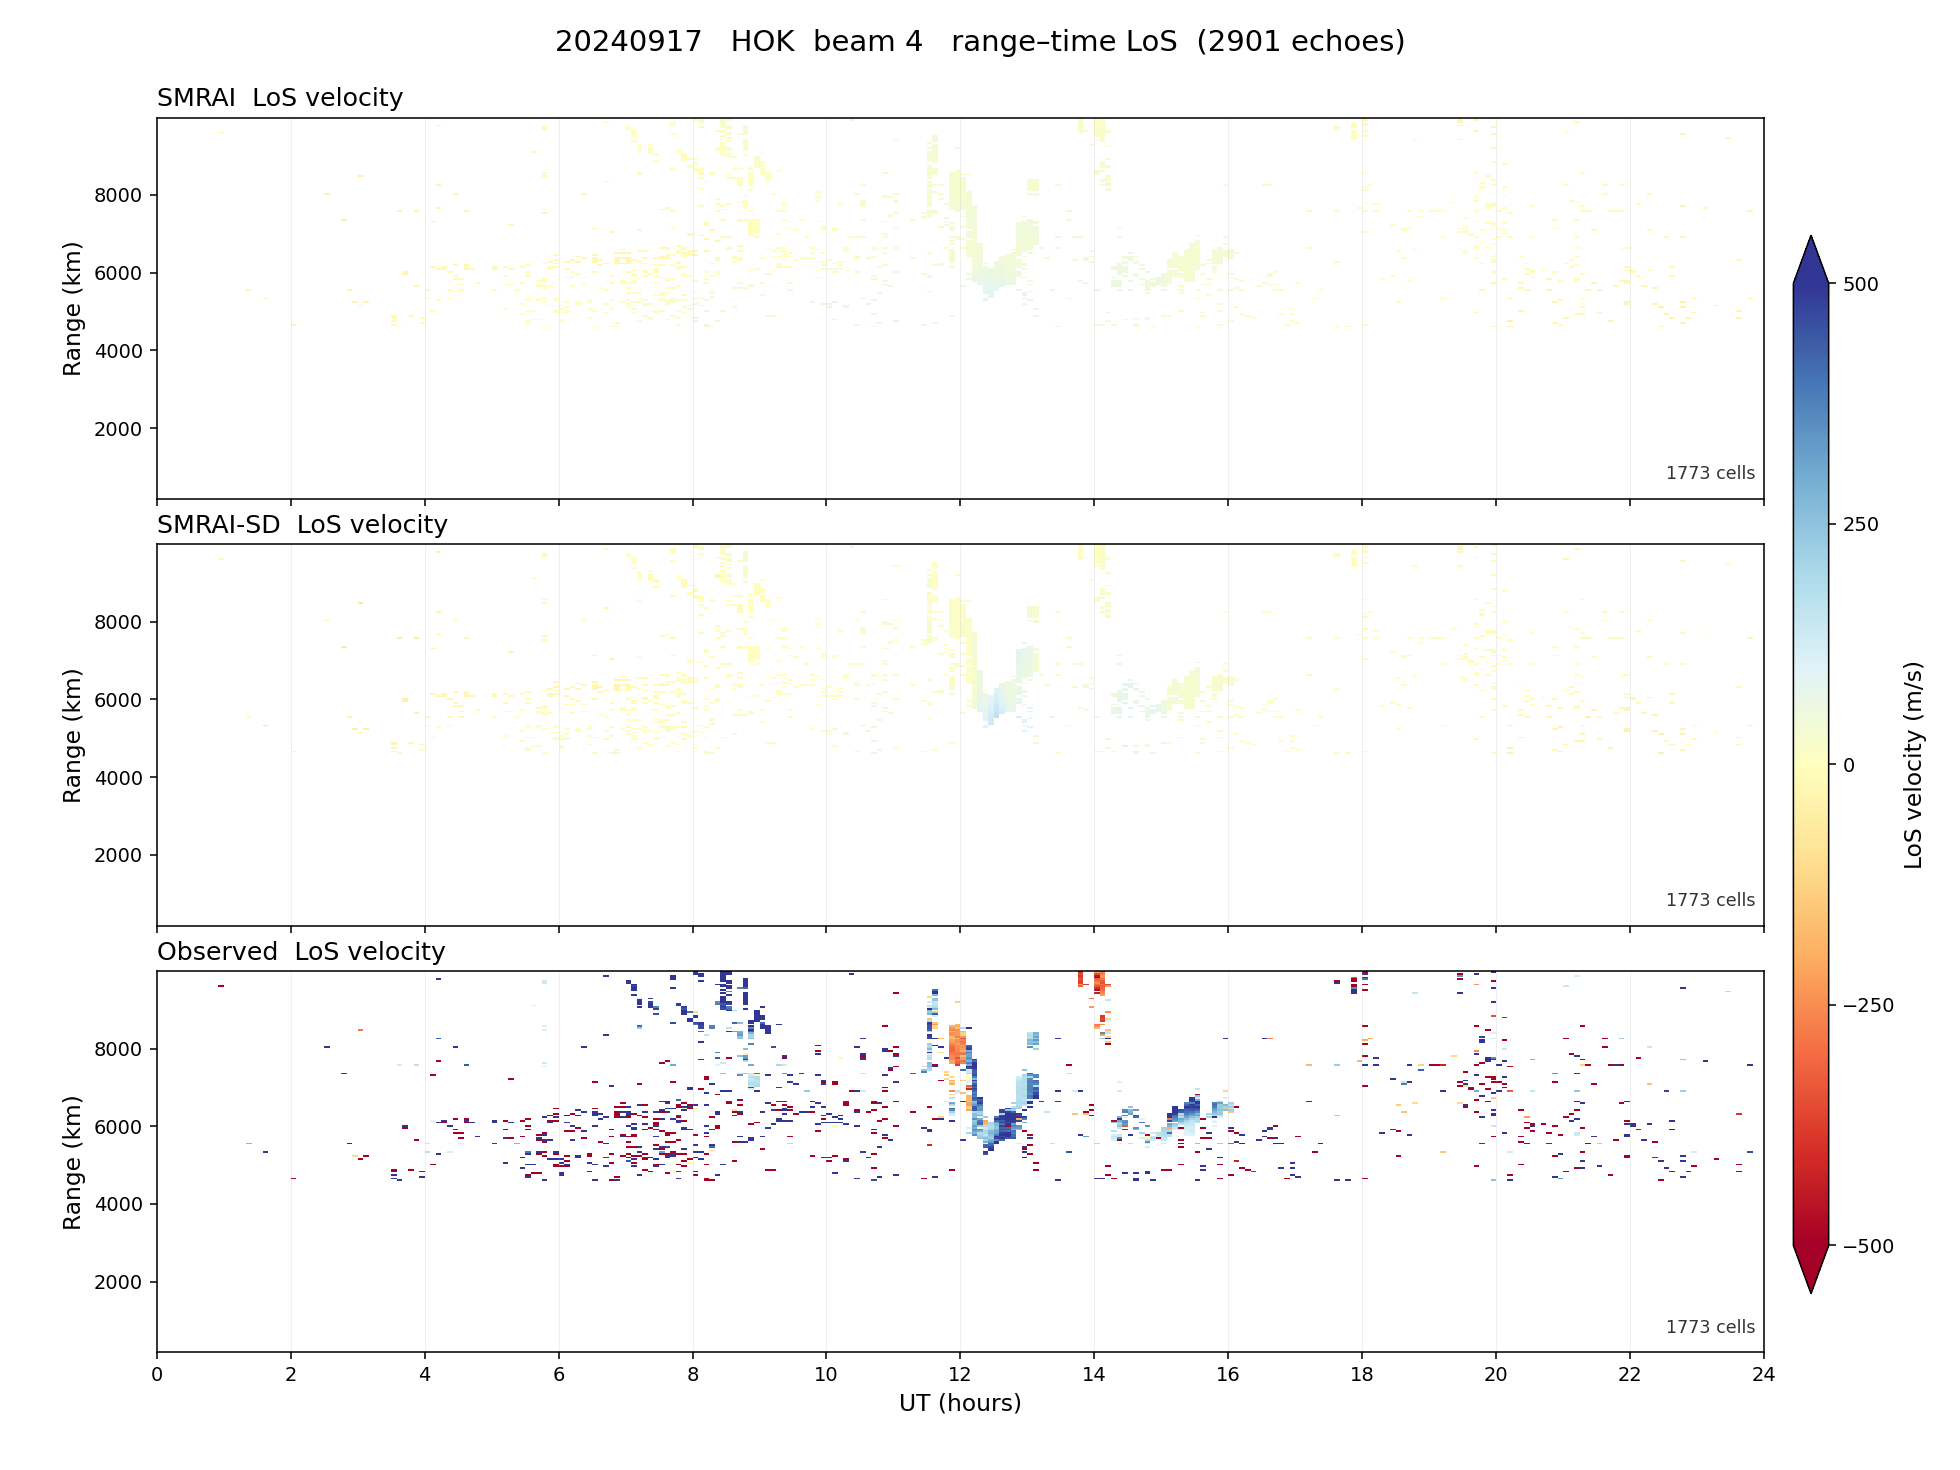 20240917   HOK  beam 4   range–time LoS  (2901 echoes)
SMRAI  LoS velocity
8000
6000
4000
2000
Range (km)
1773 cells
SMRAI-SD  LoS velocity
8000
6000
4000
2000
Range (km)
1773 cells
Observed  LoS velocity
8000
6000
4000
2000
Range (km)
1773 cells
0 2 4 6 8 10 12 14 16 18 20 22 24
UT (hours)
500
250
0
−250
−500
LoS velocity (m/s)